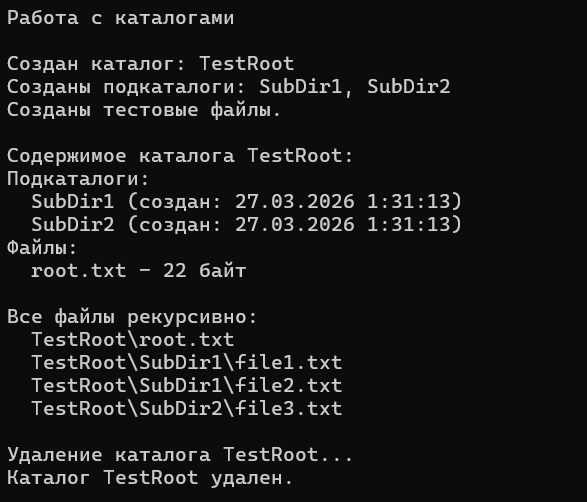 Работа с каталогами
Создан каталог: TestRoot
Созданы подкаталоги: SubDir1, SubDir2
Созданы тестовые файлы.
Содержимое каталога TestRoot:
Подкаталоги:
SubDir1 (создан: 27.03.2026 1:31:13)
SubDir2 (создан: 27.03.2026 1:31:13)
Файлы:
root.txt - 22 байт
Все файлы рекурсивно:
TestRoot\root.txt
TestRoot\SubDir1\file1.txt
TestRoot\SubDir1\file2.txt
TestRoot\SubDir2\file3.txt
Удаление каталога TestRoot...
Каталог TestRoot удален.